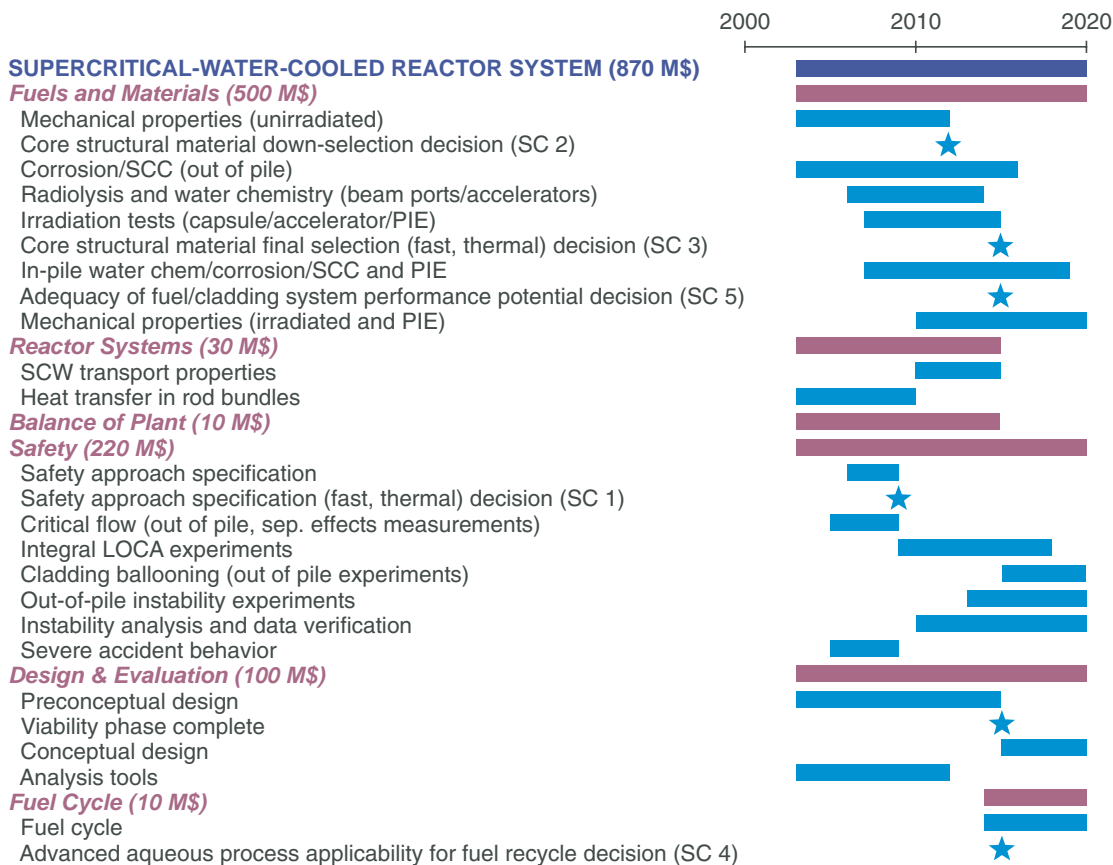 2000 2010 2020
SUPERCRITICAL-WATER-COOLED REACTOR SYSTEM (870 M$)
Fuels and Materials (500 M$)
Mechanical properties (unirradiated)
Core structural material down-selection decision (SC 2)
Corrosion/SCC (out of pile)
Radiolysis and water chemistry (beam ports/accelerators)
Irradiation tests (capsule/accelerator/PIE)
Core structural material final selection (fast, thermal) decision (SC 3)
In-pile water chem/corrosion/SCC and PIE
Adequacy of fuel/cladding system performance potential decision (SC 5)
Mechanical properties (irradiated and PIE)
Reactor Systems (30 M$)
SCW transport properties
Heat transfer in rod bundles
Balance of Plant (10 M$)
Safety (220 M$)
Safety approach specification
Safety approach specification (fast, thermal) decision (SC 1)
Critical flow (out of pile, sep. effects measurements)
Integral LOCA experiments
Cladding ballooning (out of pile experiments)
Out-of-pile instability experiments
Instability analysis and data verification
Severe accident behavior
Design & Evaluation (100 M$)
Preconceptual design
Viability phase complete
Conceptual design
Analysis tools
Fuel Cycle (10 M$)
Fuel cycle
Advanced aqueous process applicability for fuel recycle decision (SC 4)